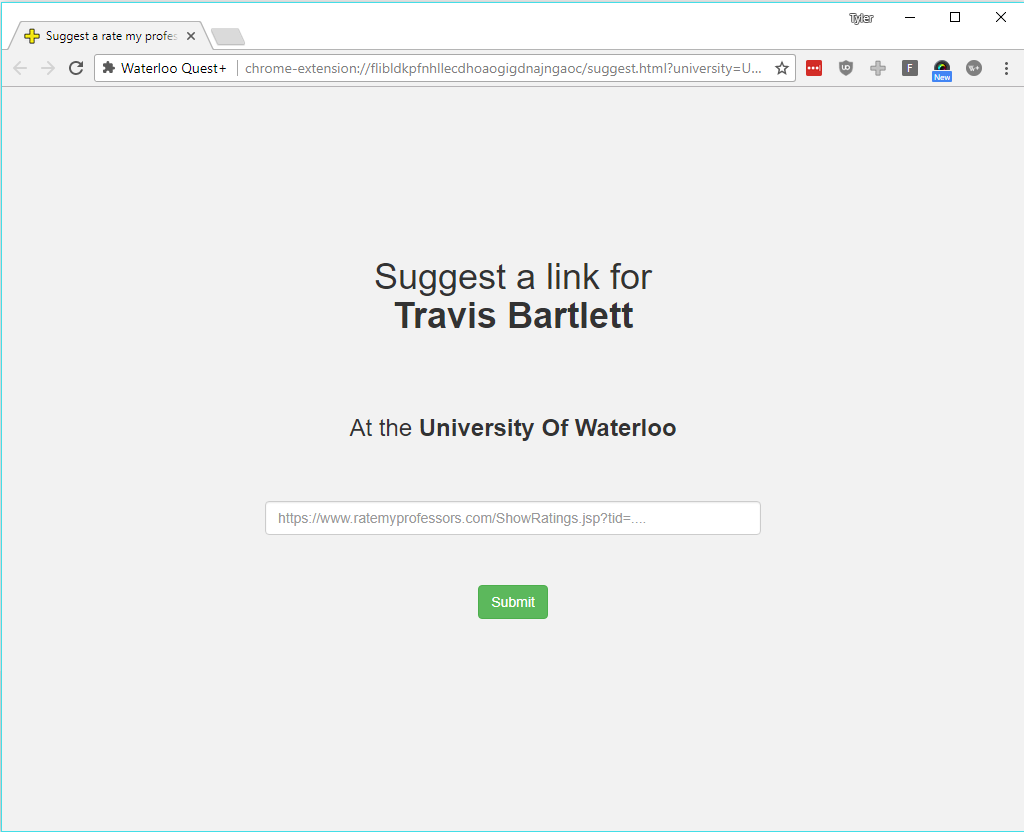 Tyler
Suggest a rate my profes
Waterloo Quest+
chrome-extension://flibldkpfnhllecdhoaogigdnajngaoc/suggest.html?university=U...
UD
F
New
W+
Suggest a link for
Travis Bartlett
At the University Of Waterloo
https://www.ratemyprofessors.com/ShowRatings.jsp?tid=....
Submit